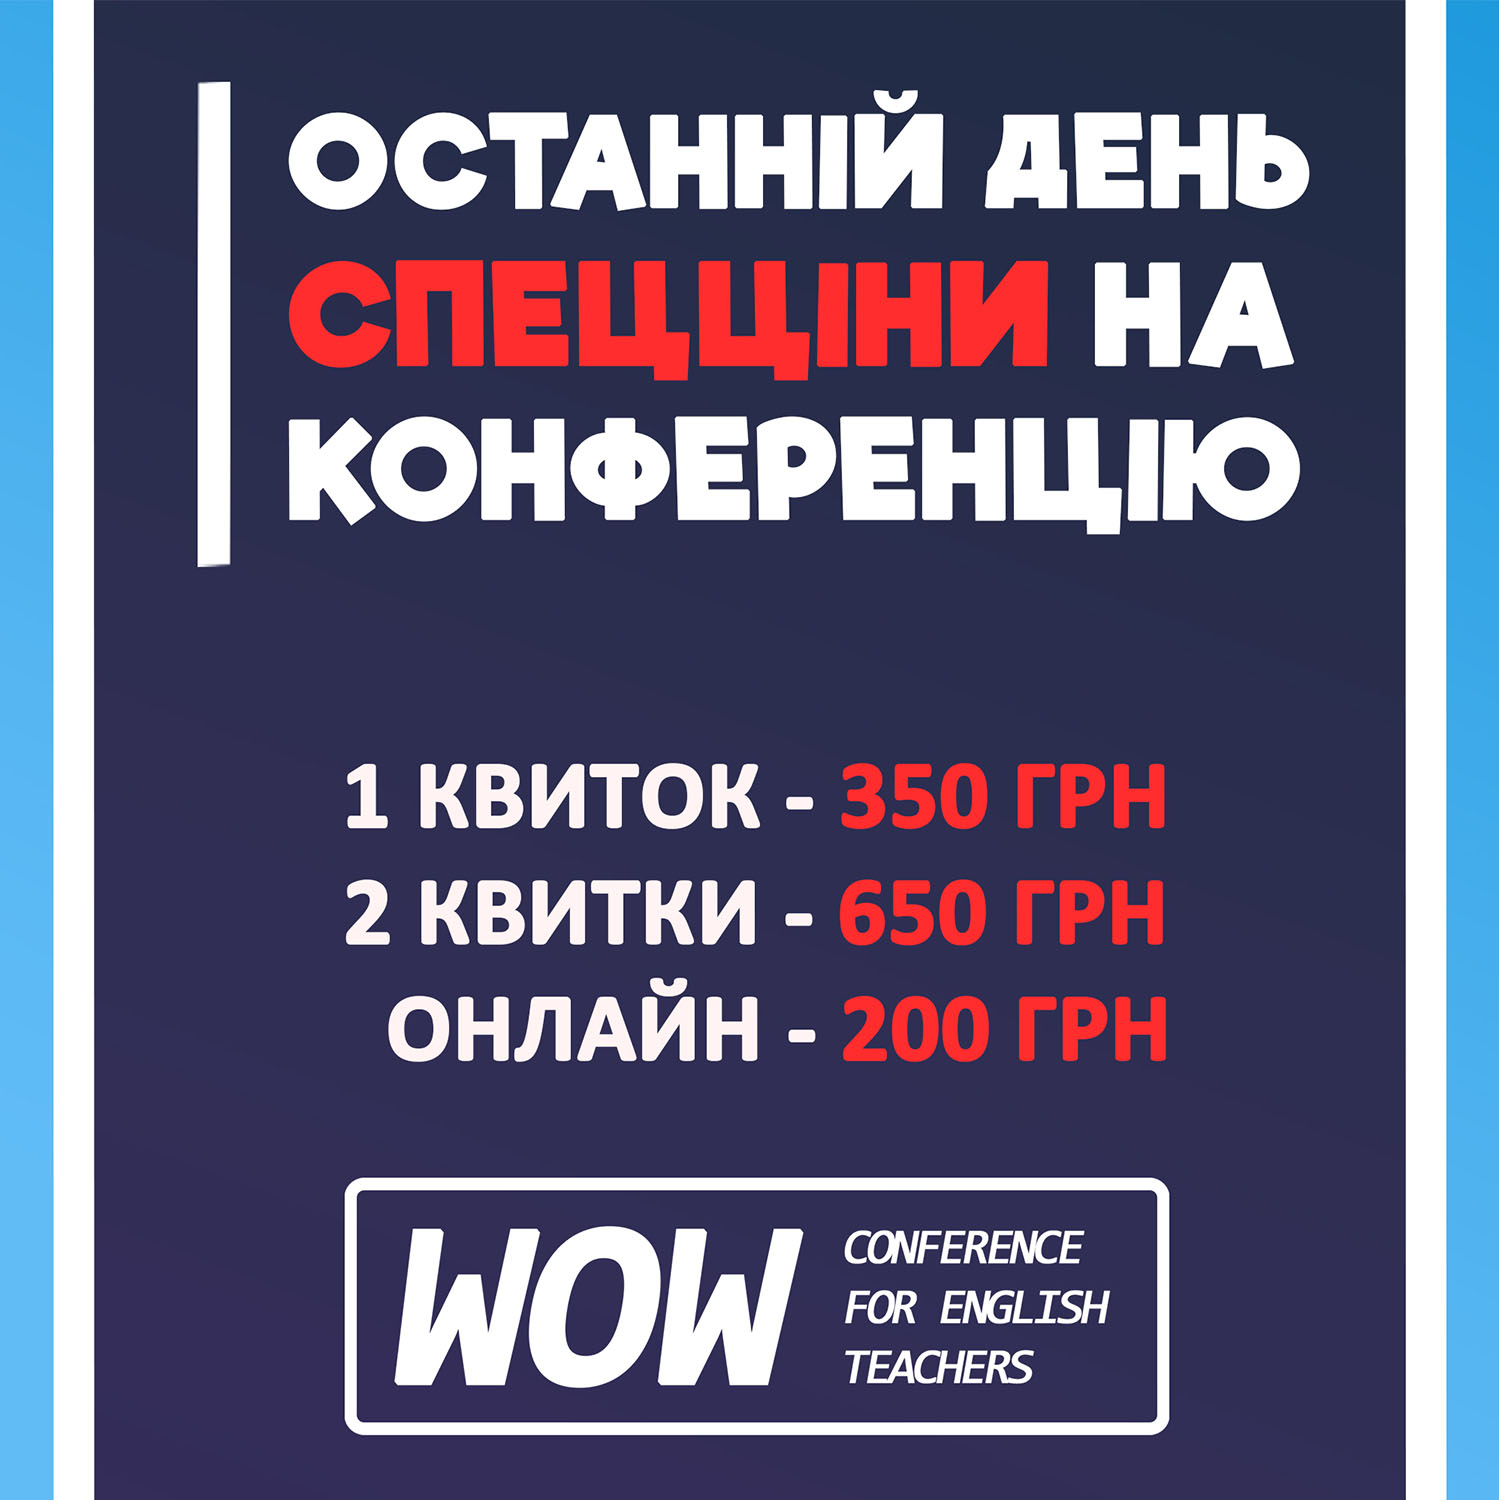 ОСТАННІЙ ДЕНЬ
СПЕЦЦІНИ НА
КОНФЕРЕНЦІЮ
1 КВИТОК - 350 ГРН
2 КВИТКИ - 650 ГРН
ОНЛАЙН - 200 ГРН
WOW
CONFERENCE
FOR ENGLISH
TEACHERS